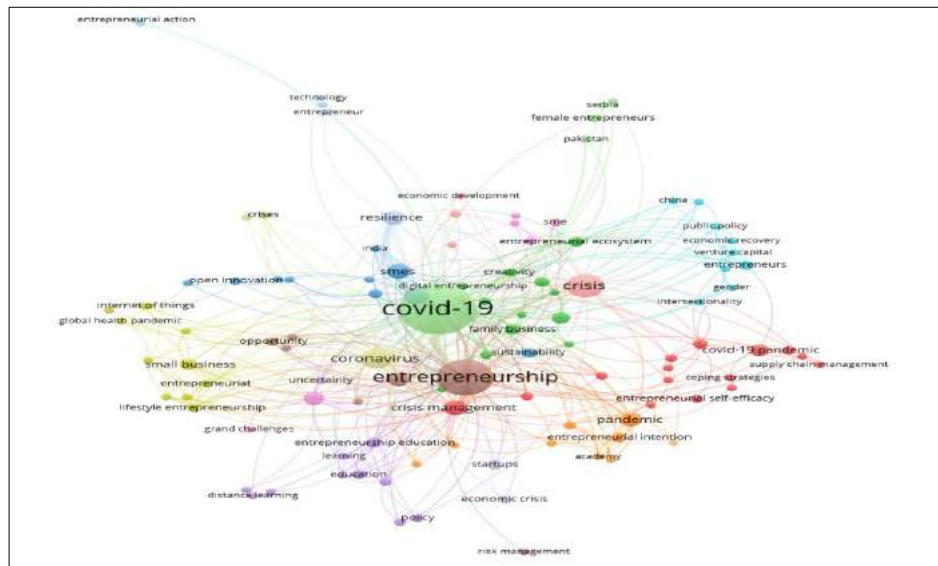 entrepreneurial action
technology
entrepreneur
serbia
female entrepreneurs
pakistan
economic development
china
crises
resilience
sme
public policy
entrepreneurial ecosystem
economic recovery
india
venture capital
smes
creativity
entrepreneurs
open innovation
digital entrepreneurship
crisis
gender
internet of things
covid-19
intersectionality
global health pandemic
family business
opportunity
coronavirus
sustainability
covid-19 pandemic
small business
supply chain management
uncertainty
entrepreneurship
coping strategies
entrepreneuriat
lifestyle entrepreneurship
crisis management
entrepreneurial self-efficacy
grand challenges
pandemic
entrepreneurship education
entrepreneurial intention
learning
academy
education
startups
distance learning
economic crisis
policy
risk management